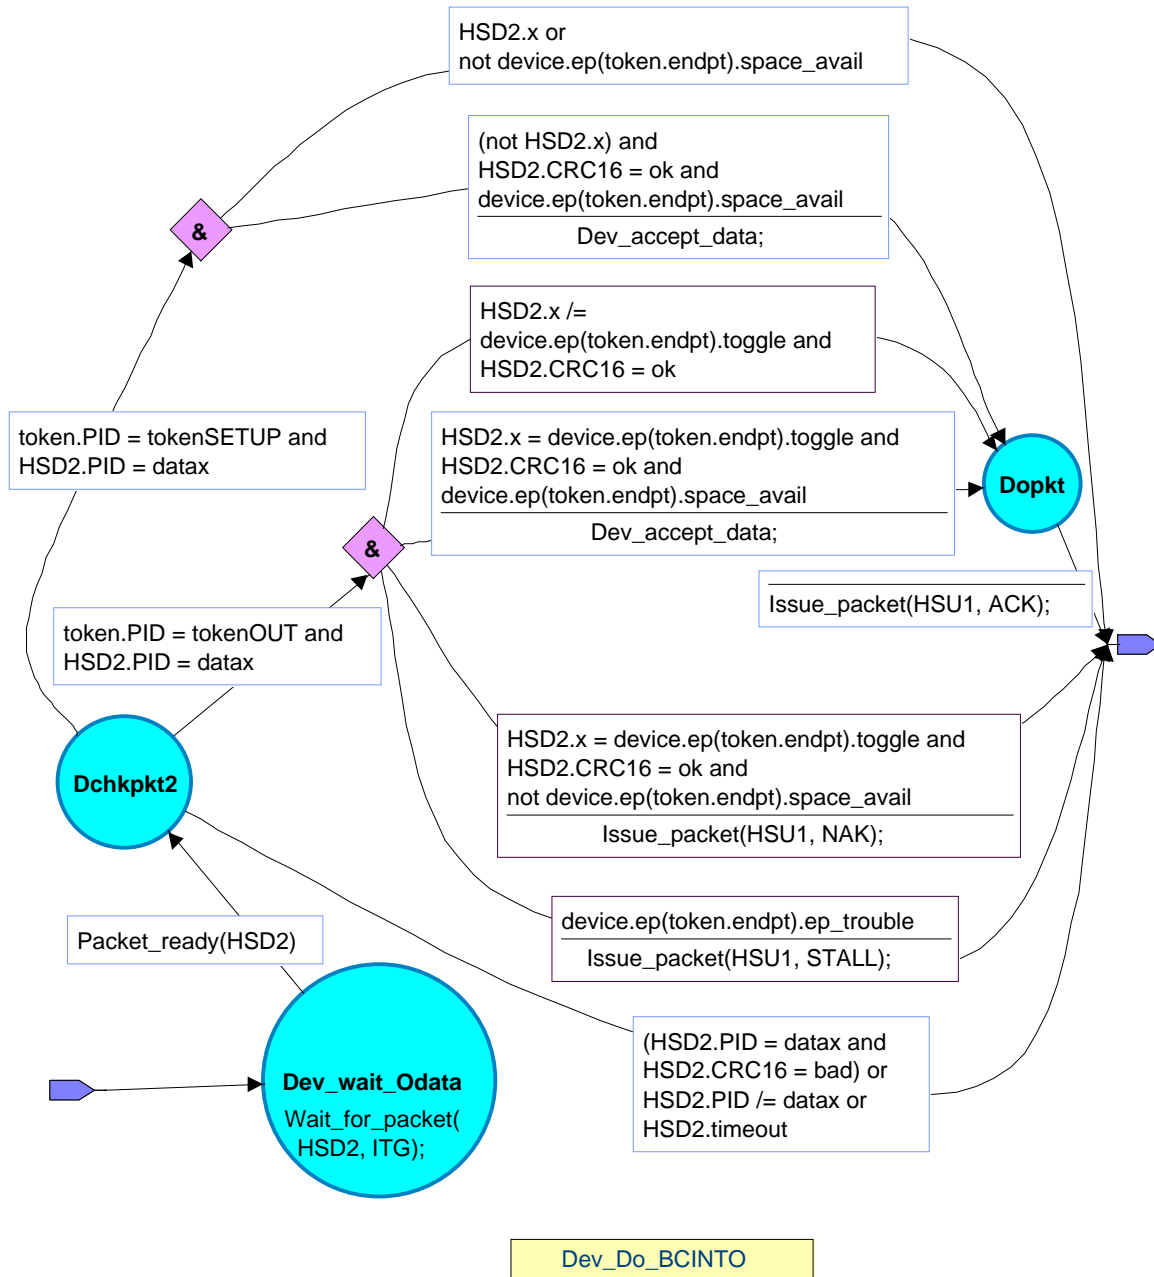 HSD2.x or
not device.ep(token.endpt).space_avail
(not HSD2.x) and
HSD2.CRC16 = ok and
device.ep(token.endpt).space_avail
Dev_accept_data;
&
HSD2.x /=
device.ep(token.endpt).toggle and
HSD2.CRC16 = ok
token.PID = tokenSETUP and
HSD2.PID = datax
HSD2.x = device.ep(token.endpt).toggle and
HSD2.CRC16 = ok and
device.ep(token.endpt).space_avail
Dev_accept_data;
Dopkt
&
Issue_packet(HSU1, ACK);
token.PID = tokenOUT and
HSD2.PID = datax
HSD2.x = device.ep(token.endpt).toggle and
HSD2.CRC16 = ok and
not device.ep(token.endpt).space_avail
Issue_packet(HSU1, NAK);
Dchkpkt2
device.ep(token.endpt).ep_trouble
Issue_packet(HSU1, STALL);
Packet_ready(HSD2)
(HSD2.PID = datax and
HSD2.CRC16 = bad) or
HSD2.PID /= datax or
HSD2.timeout
Dev_wait_Odata
Wait_for_packet(
HSD2, ITG);
Dev_Do_BCINTO